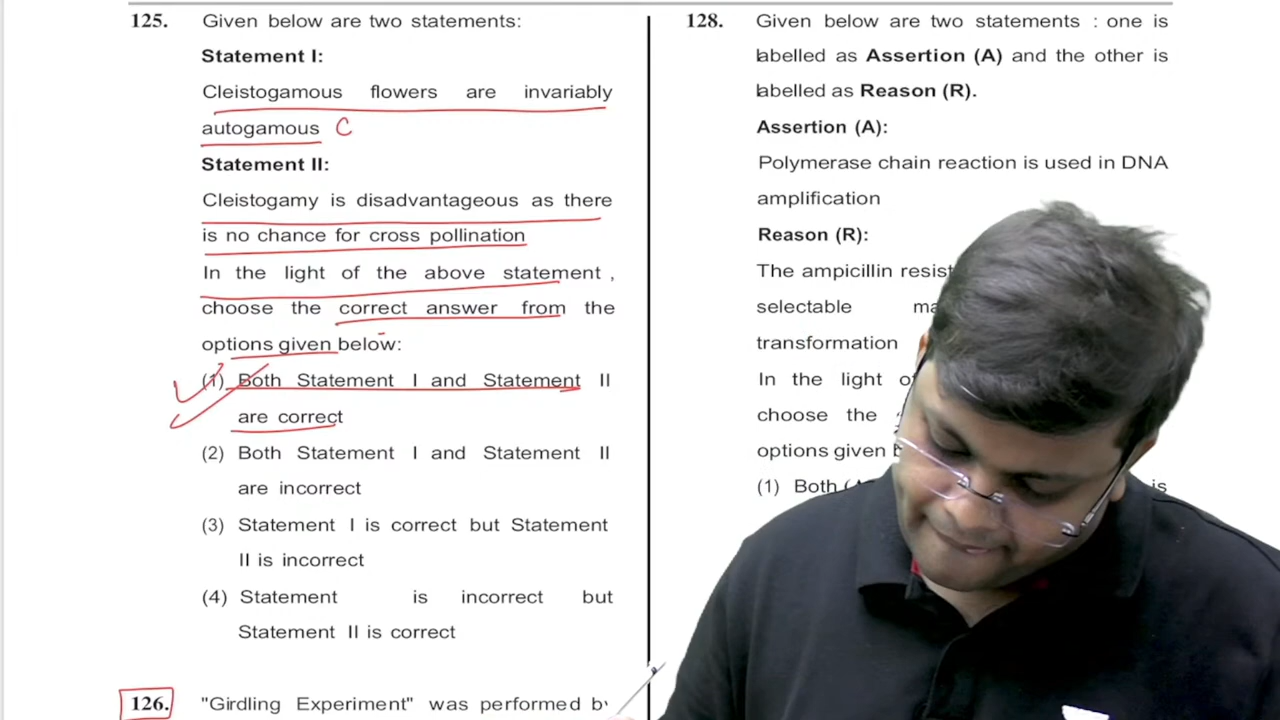 125. Given below are two statements:
Statement I:
Cleistogamous flowers are invariably
autogamous C
Statement II:
Cleistogamy is disadvantageous as there
is no chance for cross pollination
In the light of the above statement ,
choose the correct answer from the
options given below:
(1) Both Statement I and Statement II
are correct
(2) Both Statement I and Statement II
are incorrect
(3) Statement I is correct but Statement
II is incorrect
(4) Statement is incorrect but
Statement II is correct
126. "Girdling Experiment" was performed
128. Given below are two statements : one is
labelled as Assertion (A) and the other is
labelled as Reason (R).
Assertion (A):
Polymerase chain reaction is used in DNA
amplification
Reason (R):
The ampicillin
selectable
transformation
In the light
choose the
options given
(1) Both is